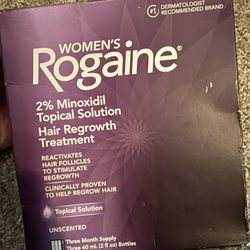 #1 DERMATOLOGIST
RECOMMENDED BRAND
WOMEN'S
Rogaine®
2% Minoxidil
Topical Solution
Hair Regrowth
Treatment
REACTIVATES
HAIR FOLLICLES
TO STIMULATE
REGROWTH
CLINICALLY PROVEN
TO HELP REGROW HAIR
Topical Solution
UNSCENTED
Three Month Supply
Three 60 mL (2 fl oz) Bottles